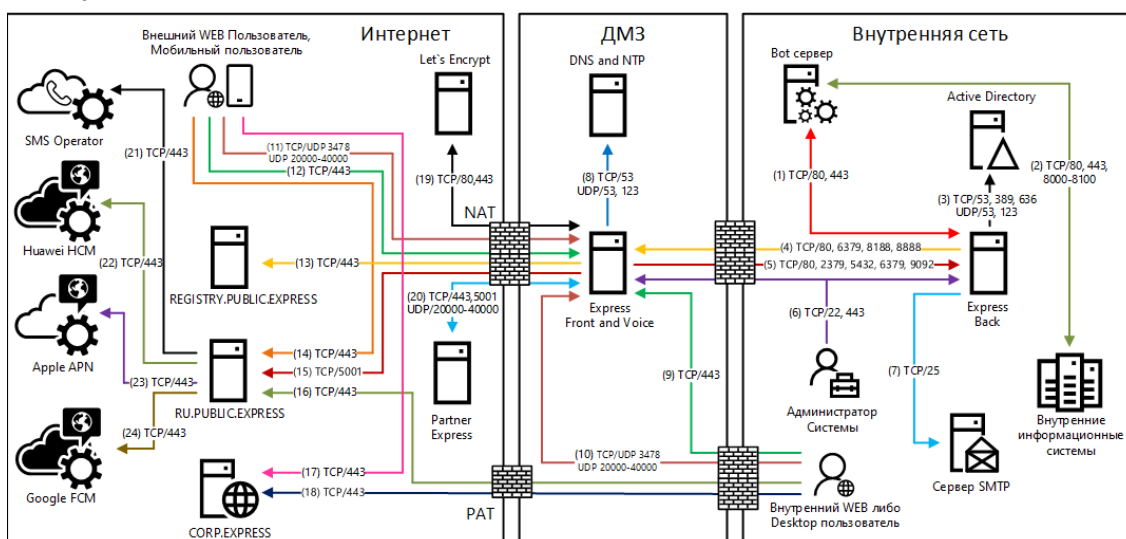 Интернет
ДМЗ
Внутренняя сеть
Внешний WEB Пользователь,
Мобильный пользователь
Let`s Encrypt
DNS and NTP
Bot сервер
Active Directory
SMS Operator
(21) TCP/443
(11) TCP/UDP 3478
UDP 20000-40000
(12) TCP/443
(19) TCP/80,443
(8) TCP/53
UDP/53, 123
(1) TCP/80, 443
(2) TCP/80, 443,
8000-8100
(3) TCP/53, 389, 636
UDP/53, 123
NAT
Huawei HCM
(22) TCP/443
(13) TCP/443
REGISTRY.PUBLIC.EXPRESS
(4) TCP/80, 6379, 8188, 8888
(5) TCP/80, 2379, 5432, 6379, 9092
(20) TCP/443,5001
UDP/20000-40000
Express
Front and Voice
(6) TCP/22, 443
Express
Back
Apple APN
(14) TCP/443
(15) TCP/5001
(16) TCP/443
(23) TCP/443
RU.PUBLIC.EXPRESS
Partner
Express
(9) TCP/443
(7) TCP/25
Администратор
Системы
Внутренние
информационные
системы
(24) TCP/443
(10) TCP/UDP 3478
UDP 20000-40000
Google FCM
(17) TCP/443
(18) TCP/443
Сервер SMTP
PAT
CORP.EXPRESS
Внутренний WEB либо
Desktop пользователь